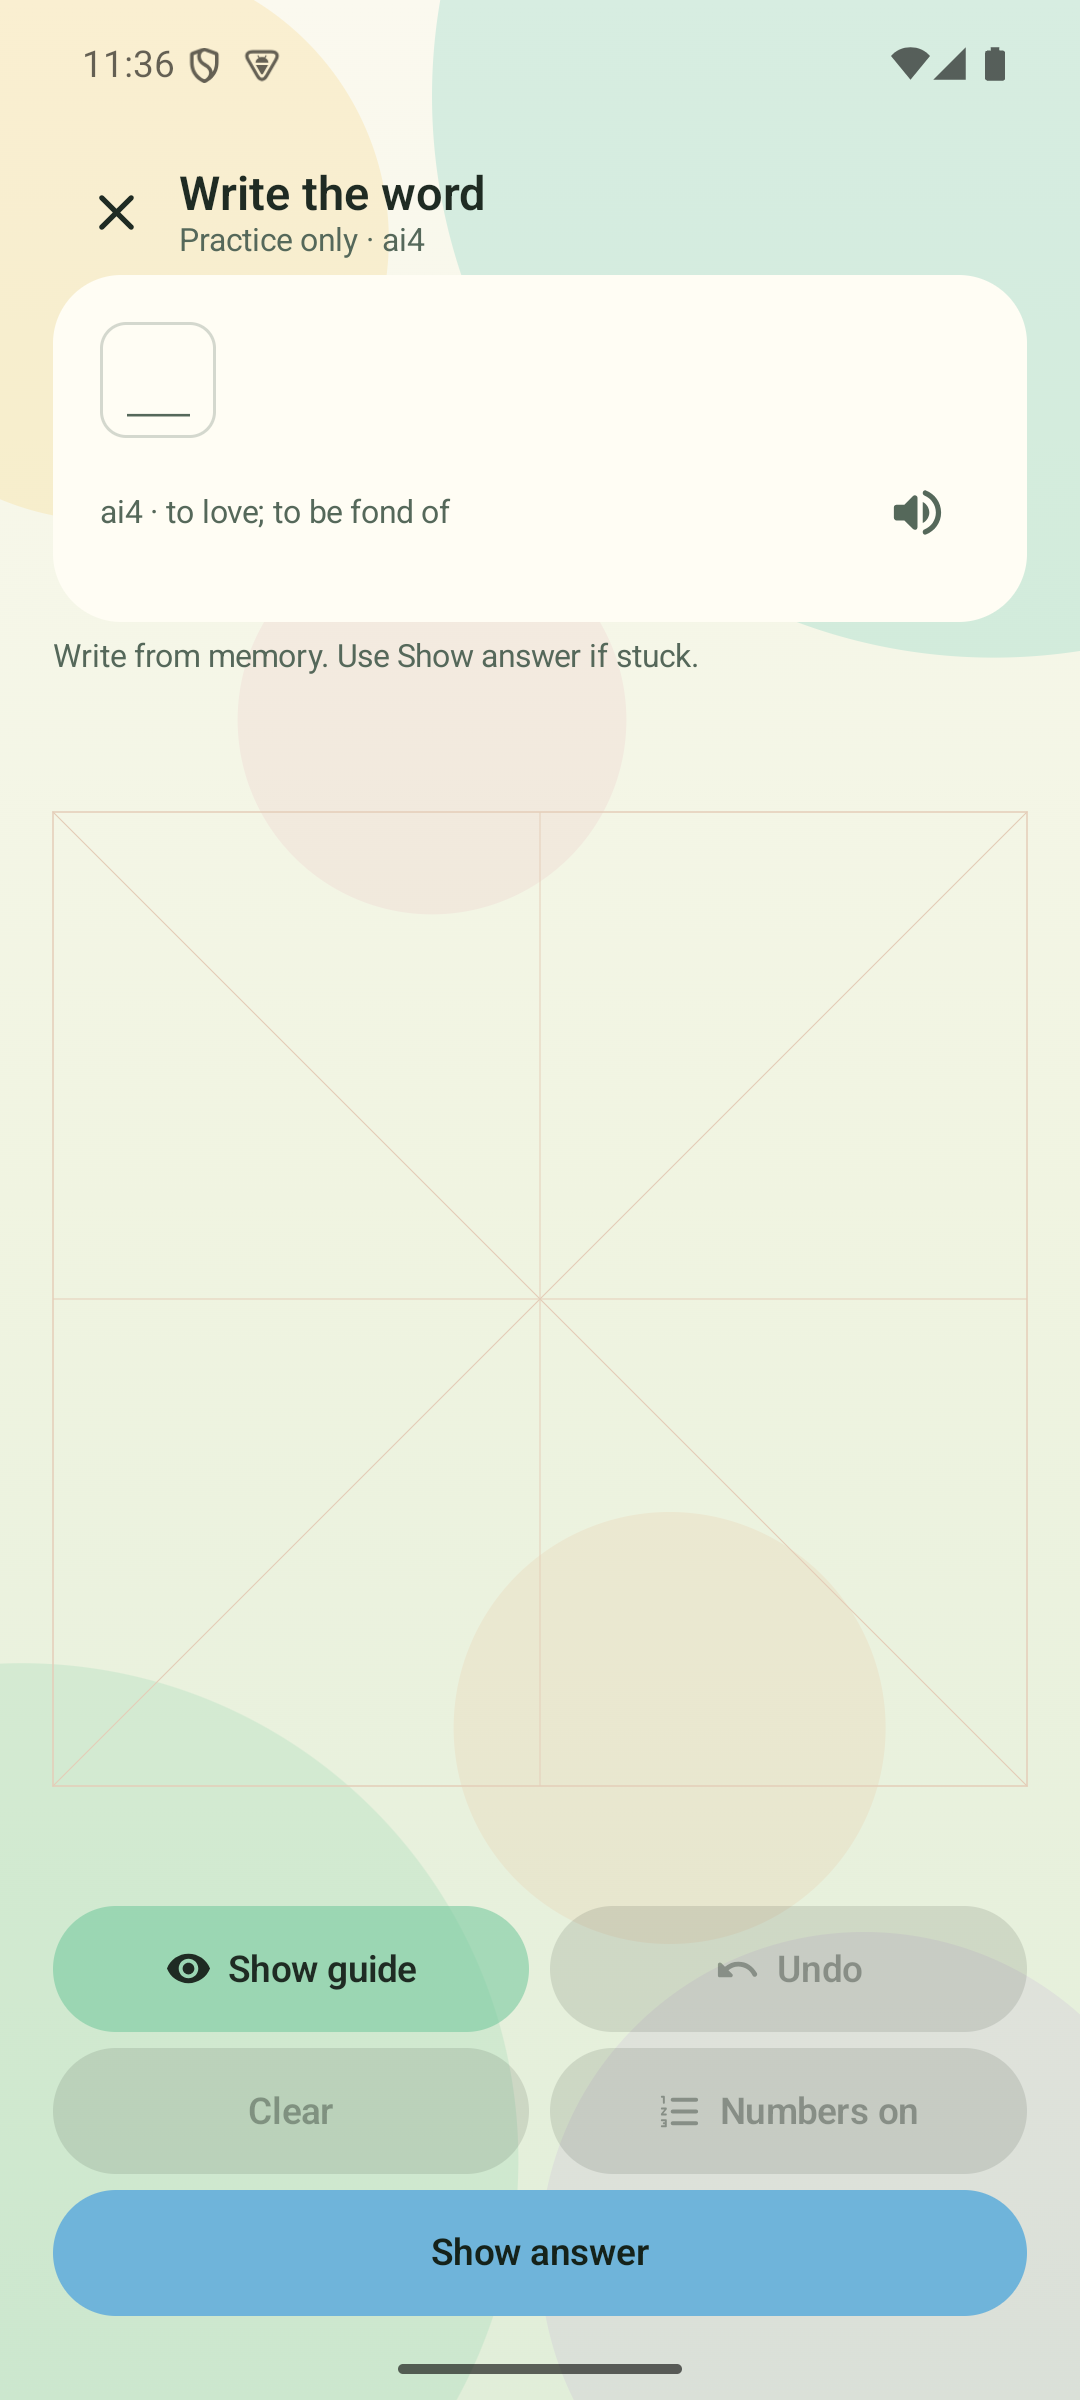 11:36
Write the word
Practice only · ai4
ai4 · to love; to be fond of
Write from memory. Use Show answer if stuck.
Show guide
Undo
Clear
Numbers on
Show answer